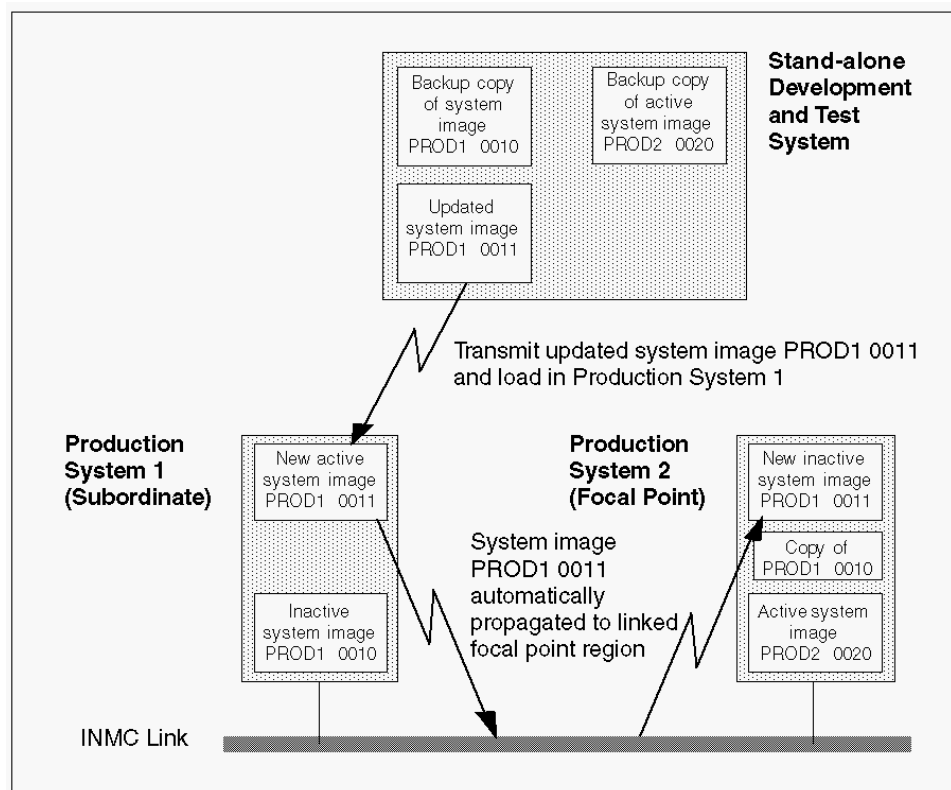 Stand-alone
Development
and Test
System
Backup copy
of system
image
PROD1 0010
Backup copy
of active
system image
PROD2 0020
Updated
system image
PROD1 0011
Transmit updated system image PROD1 0011
and load in Production System 1
Production
System 1
(Subordinate)
New active
system image
PROD1 0011
Inactive
system image
PROD1 0010
System image
PROD1 0011
automatically
propagated to linked
focal point region
Production
System 2
(Focal Point)
New inactive
system image
PROD1 0011
Copy of
PROD1 0010
Active system
image
PROD2 0020
INMC Link